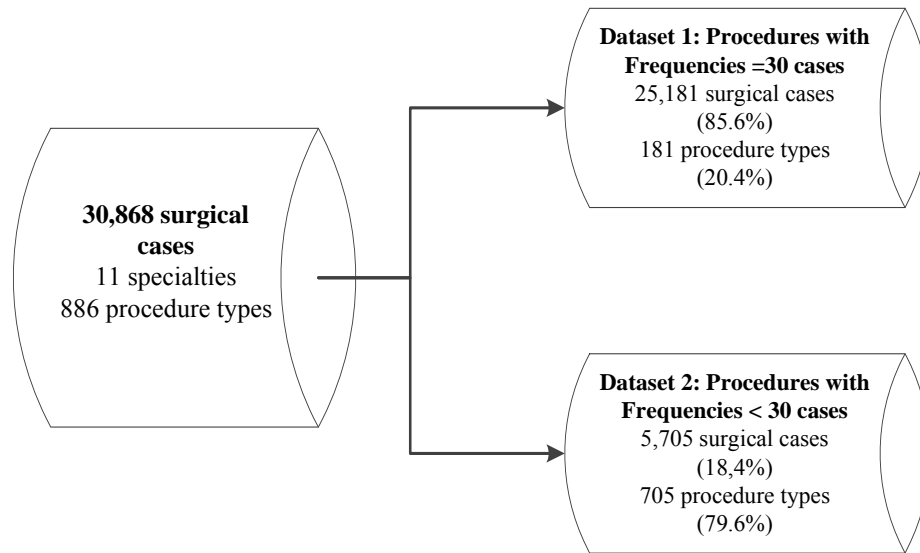 30,868 surgical
cases
11 specialties
886 procedure types
Dataset 1: Procedures with
Frequencies =30 cases
25,181 surgical cases
(85.6%)
181 procedure types
(20.4%)
Dataset 2: Procedures with
Frequencies < 30 cases
5,705 surgical cases
(18,4%)
705 procedure types
(79.6%)